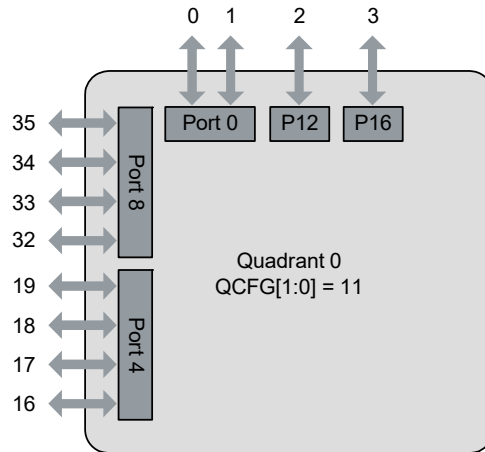 0 1 2 3
Port 0 P12 P16
35
34
33
32
Port 8
19
18
17
16
Port 4
Quadrant 0
QCFG[1:0] = 11